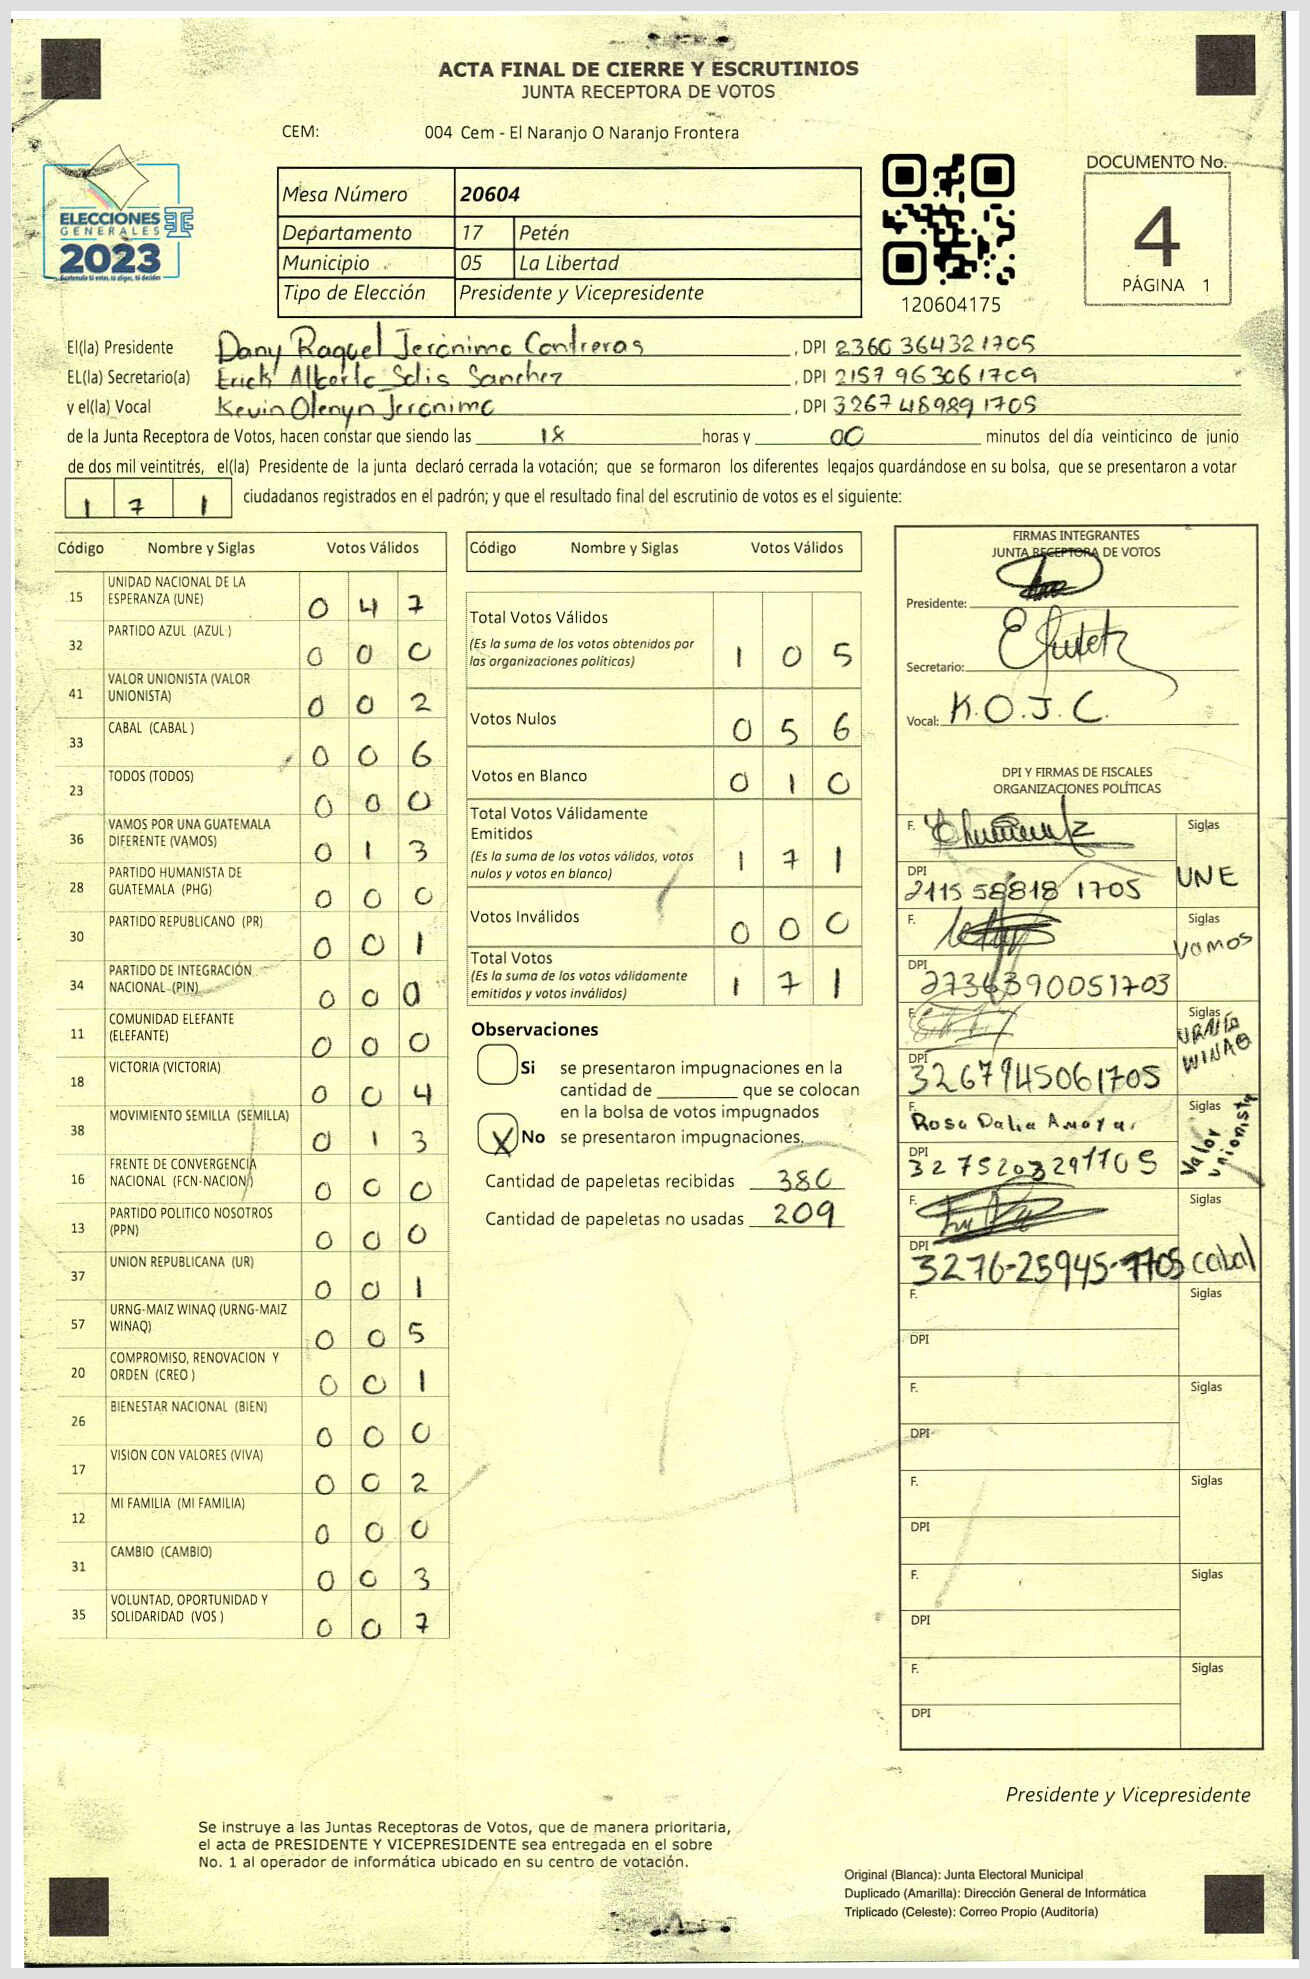 ACTA FINAL DE CIERRE Y ESCRUTINIOS
JUNTA RECEPTORA DE VOTOS
CEM: 004 Cem - El Naranjo O Naranjo Frontera
ELECCIONES
GENERALES
2023
Guatemala tú votas, tú eliges, tú decides
Mesa Número 20604
Departamento 17 Petén
Municipio 05 La Libertad
Tipo de Elección Presidente y Vicepresidente
120604175
DOCUMENTO No.
4
PÁGINA 1
El(la) Presidente Dany Raquel Jerónimo Contreras , DPI 2360 36432 1705
EL(la) Secretario(a) Erick Alberto Solis Sanchez , DPI 2157 96306 1709
y el(la) Vocal Kevin Olenyn Jerónimo , DPI 3267 48989 1705
de la Junta Receptora de Votos, hacen constar que siendo las 18 horas y 00 minutos del día veinticinco de junio
de dos mil veintitrés, el(la) Presidente de la junta declaró cerrada la votación; que se formaron los diferentes legajos guardándose en su bolsa, que se presentaron a votar
1 7 1 ciudadanos registrados en el padrón; y que el resultado final del escrutinio de votos es el siguiente:
Código Nombre y Siglas Votos Válidos
15 UNIDAD NACIONAL DE LA
ESPERANZA (UNE) 0 4 7
32 PARTIDO AZUL (AZUL ) 0 0 0
41 VALOR UNIONISTA (VALOR
UNIONISTA) 0 0 2
33 CABAL (CABAL ) 0 0 6
23 TODOS (TODOS) 0 0 0
36 VAMOS POR UNA GUATEMALA
DIFERENTE (VAMOS) 0 1 3
28 PARTIDO HUMANISTA DE
GUATEMALA (PHG) 0 0 0
30 PARTIDO REPUBLICANO (PR) 0 0 1
34 PARTIDO DE INTEGRACIÓN
NACIONAL (PIN) 0 0 0
11 COMUNIDAD ELEFANTE
(ELEFANTE) 0 0 0
18 VICTORIA (VICTORIA) 0 0 4
38 MOVIMIENTO SEMILLA (SEMILLA) 0 1 3
16 FRENTE DE CONVERGENCIA
NACIONAL (FCN-NACION) 0 0 0
13 PARTIDO POLITICO NOSOTROS
(PPN) 0 0 0
37 UNION REPUBLICANA (UR) 0 0 1
57 URNG-MAIZ WINAQ (URNG-MAIZ
WINAQ) 0 0 5
20 COMPROMISO, RENOVACION Y
ORDEN (CREO ) 0 0 1
26 BIENESTAR NACIONAL (BIEN) 0 0 0
17 VISION CON VALORES (VIVA) 0 0 2
12 MI FAMILIA (MI FAMILIA) 0 0 0
31 CAMBIO (CAMBIO) 0 0 3
35 VOLUNTAD, OPORTUNIDAD Y
SOLIDARIDAD (VOS ) 0 0 7
Código Nombre y Siglas Votos Válidos
Total Votos Válidos
(Es la suma de los votos obtenidos por
las organizaciones políticas) 1 0 5
Votos Nulos 0 5 6
Votos en Blanco 0 1 0
Total Votos Válidamente
Emitidos
(Es la suma de los votos válidos, votos
nulos y votos en blanco) 1 7 1
Votos Inválidos 0 0 0
Total Votos
(Es la suma de los votos válidamente
emitidos y votos inválidos) 1 7 1
Observaciones
Si se presentaron impugnaciones en la
cantidad de que se colocan
en la bolsa de votos impugnados
X No se presentaron impugnaciones.
Cantidad de papeletas recibidas 380
Cantidad de papeletas no usadas 209
FIRMAS INTEGRANTES
JUNTA RECEPTORA DE VOTOS
Presidente:
Secretario:
Vocal: K.O.J.C.
DPI Y FIRMAS DE FISCALES
ORGANIZACIONES POLÍTICAS
F. Siglas
DPI
2115 58818 1705 UNE
F. Siglas
Vamos
DPI
2736390051703
F. Siglas
WINAQ
DPI
3267945061705
F. Rosa Dalia Amaya Siglas
Valor unionista
DPI
3275203291705
F. Siglas
DPI
3276-25945-1705 cabal
F. Siglas
DPI
F. Siglas
DPI
F. Siglas
DPI
F. Siglas
DPI
F. Siglas
DPI
Presidente y Vicepresidente
Se instruye a las Juntas Receptoras de Votos, que de manera prioritaria,
el acta de PRESIDENTE Y VICEPRESIDENTE sea entregada en el sobre
No. 1 al operador de informática ubicado en su centro de votación.
Original (Blanca): Junta Electoral Municipal
Duplicado (Amarilla): Dirección General de Informática
Triplicado (Celeste): Correo Propio (Auditoría)